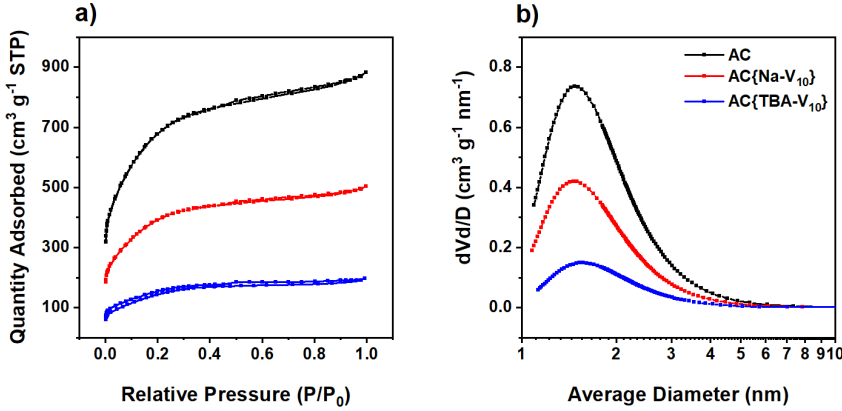 a)
Quantity Adsorbed (cm³ g⁻¹ STP)
900
700
500
300
100
0.0 0.2 0.4 0.6 0.8 1.0
Relative Pressure (P/P₀)
b)
AC
AC{Na-V₁₀}
AC{TBA-V₁₀}
dVd/D (cm³ g⁻¹ nm⁻¹)
0.8
0.6
0.4
0.2
0.0
1 2 3 4 5 6 7 8 9 10
Average Diameter (nm)